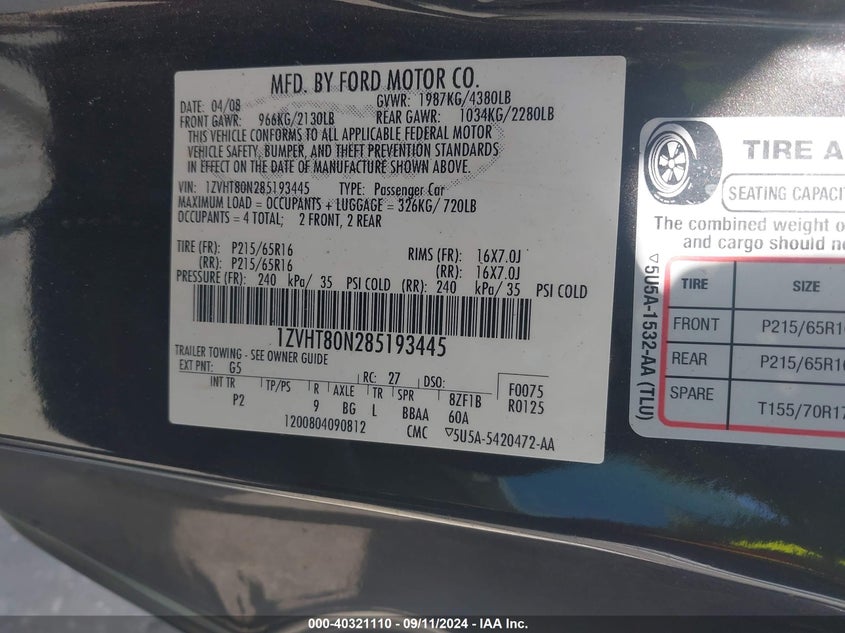 MFD. BY FORD MOTOR CO.
DATE: 04/08 GVWR: 1987KG/4380LB
FRONT GAWR: 966KG/2130LB REAR GAWR: 1034KG/2280LB
THIS VEHICLE CONFORMS TO ALL APPLICABLE FEDERAL MOTOR
VEHICLE SAFETY, BUMPER, AND THEFT PREVENTION STANDARDS
IN EFFECT ON THE DATE OF MANUFACTURE SHOWN ABOVE.
VIN: 1ZVHT80N285193445 TYPE: Passenger Car
MAXIMUM LOAD = OCCUPANTS + LUGGAGE = 326KG/ 720LB
OCCUPANTS = 4 TOTAL; 2 FRONT, 2 REAR
TIRE (FR): P215/65R16 RIMS (FR): 16X7.0J
(RR): P215/65R16 (RR): 16X7.0J
PRESSURE (FR): 240 kPa/ 35 PSI COLD (RR): 240 kPa/ 35 PSI COLD
1ZVHT80N285193445
TRAILER TOWING - SEE OWNER GUIDE
EXT PNT: G5 RC: 27 DSO: F0075
INT TR TP/PS R AXLE TR SPR 8ZF1B R0125
P2 9 BG L BBAA 60A
1200804090812 CMC ▽5U5A-5420472-AA
TIRE A
SEATING CAPACIT
The combined weight o
and cargo should ne
▽5U5A-1532-AA (TLU)
TIRE SIZE
FRONT P215/65R16
REAR P215/65R16
SPARE T155/70R17
000-40321110 - 09/11/2024 - IAA Inc.